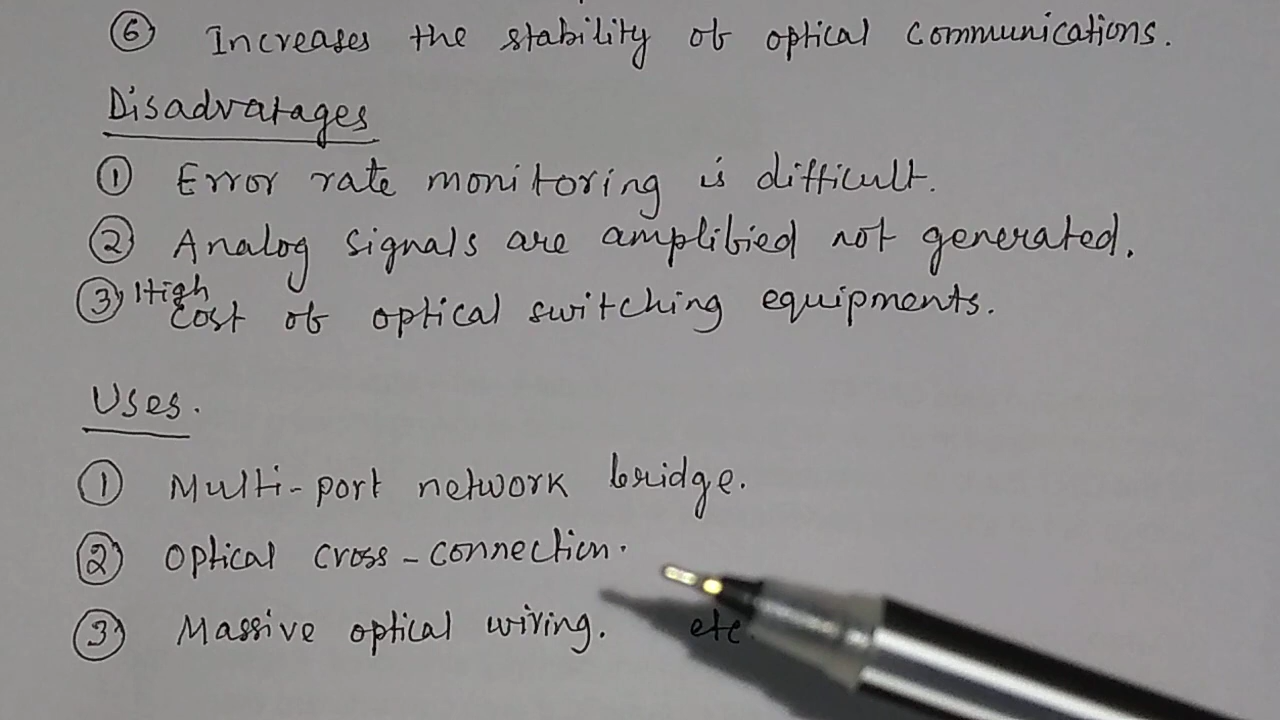 ⑥ Increases the stability of optical communications.
Disadvatages
① Error rate monitoring is difficult.
② Analog signals are amplified not generated.
③ High cost of optical switching equipments.
Uses.
① Multi-port network bridge.
② Optical cross-connection.
③ Massive optical wiring. etc.